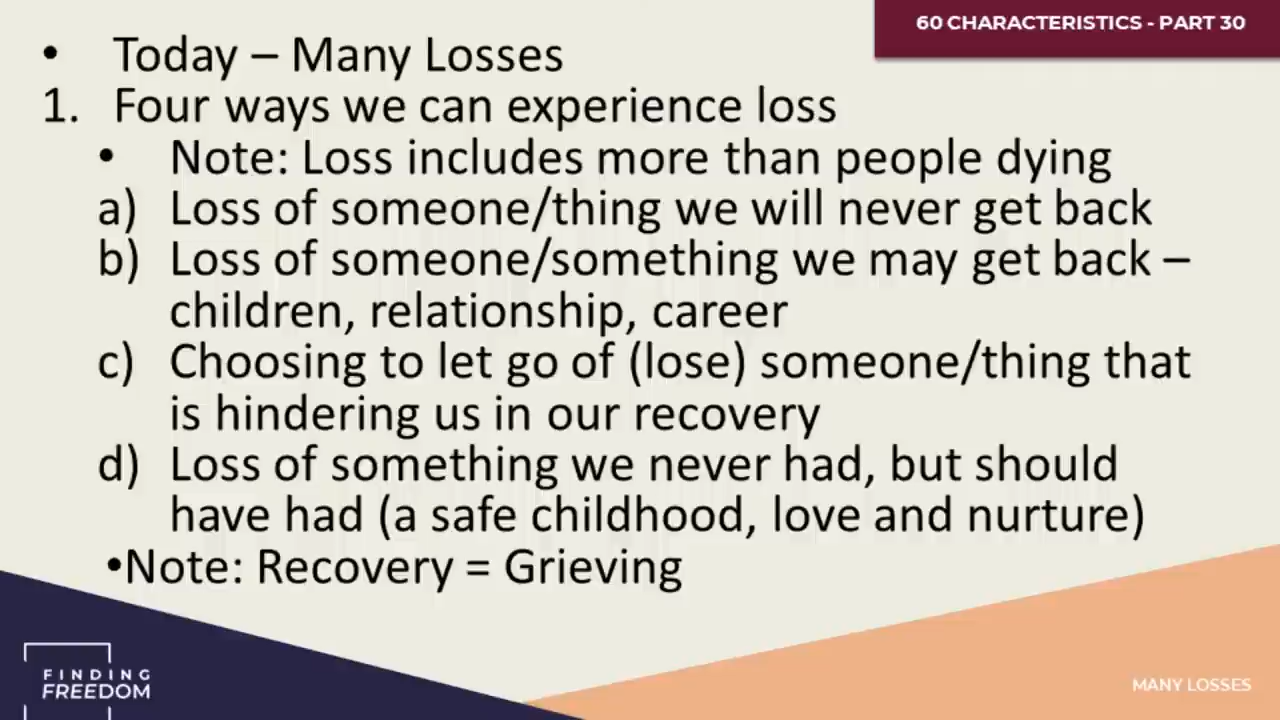 60 CHARACTERISTICS - PART 30
• Today – Many Losses
1. Four ways we can experience loss
• Note: Loss includes more than people dying
a) Loss of someone/thing we will never get back
b) Loss of someone/something we may get back –
children, relationship, career
c) Choosing to let go of (lose) someone/thing that
is hindering us in our recovery
d) Loss of something we never had, but should
have had (a safe childhood, love and nurture)
•Note: Recovery = Grieving
FINDING
FREEDOM
MANY LOSSES